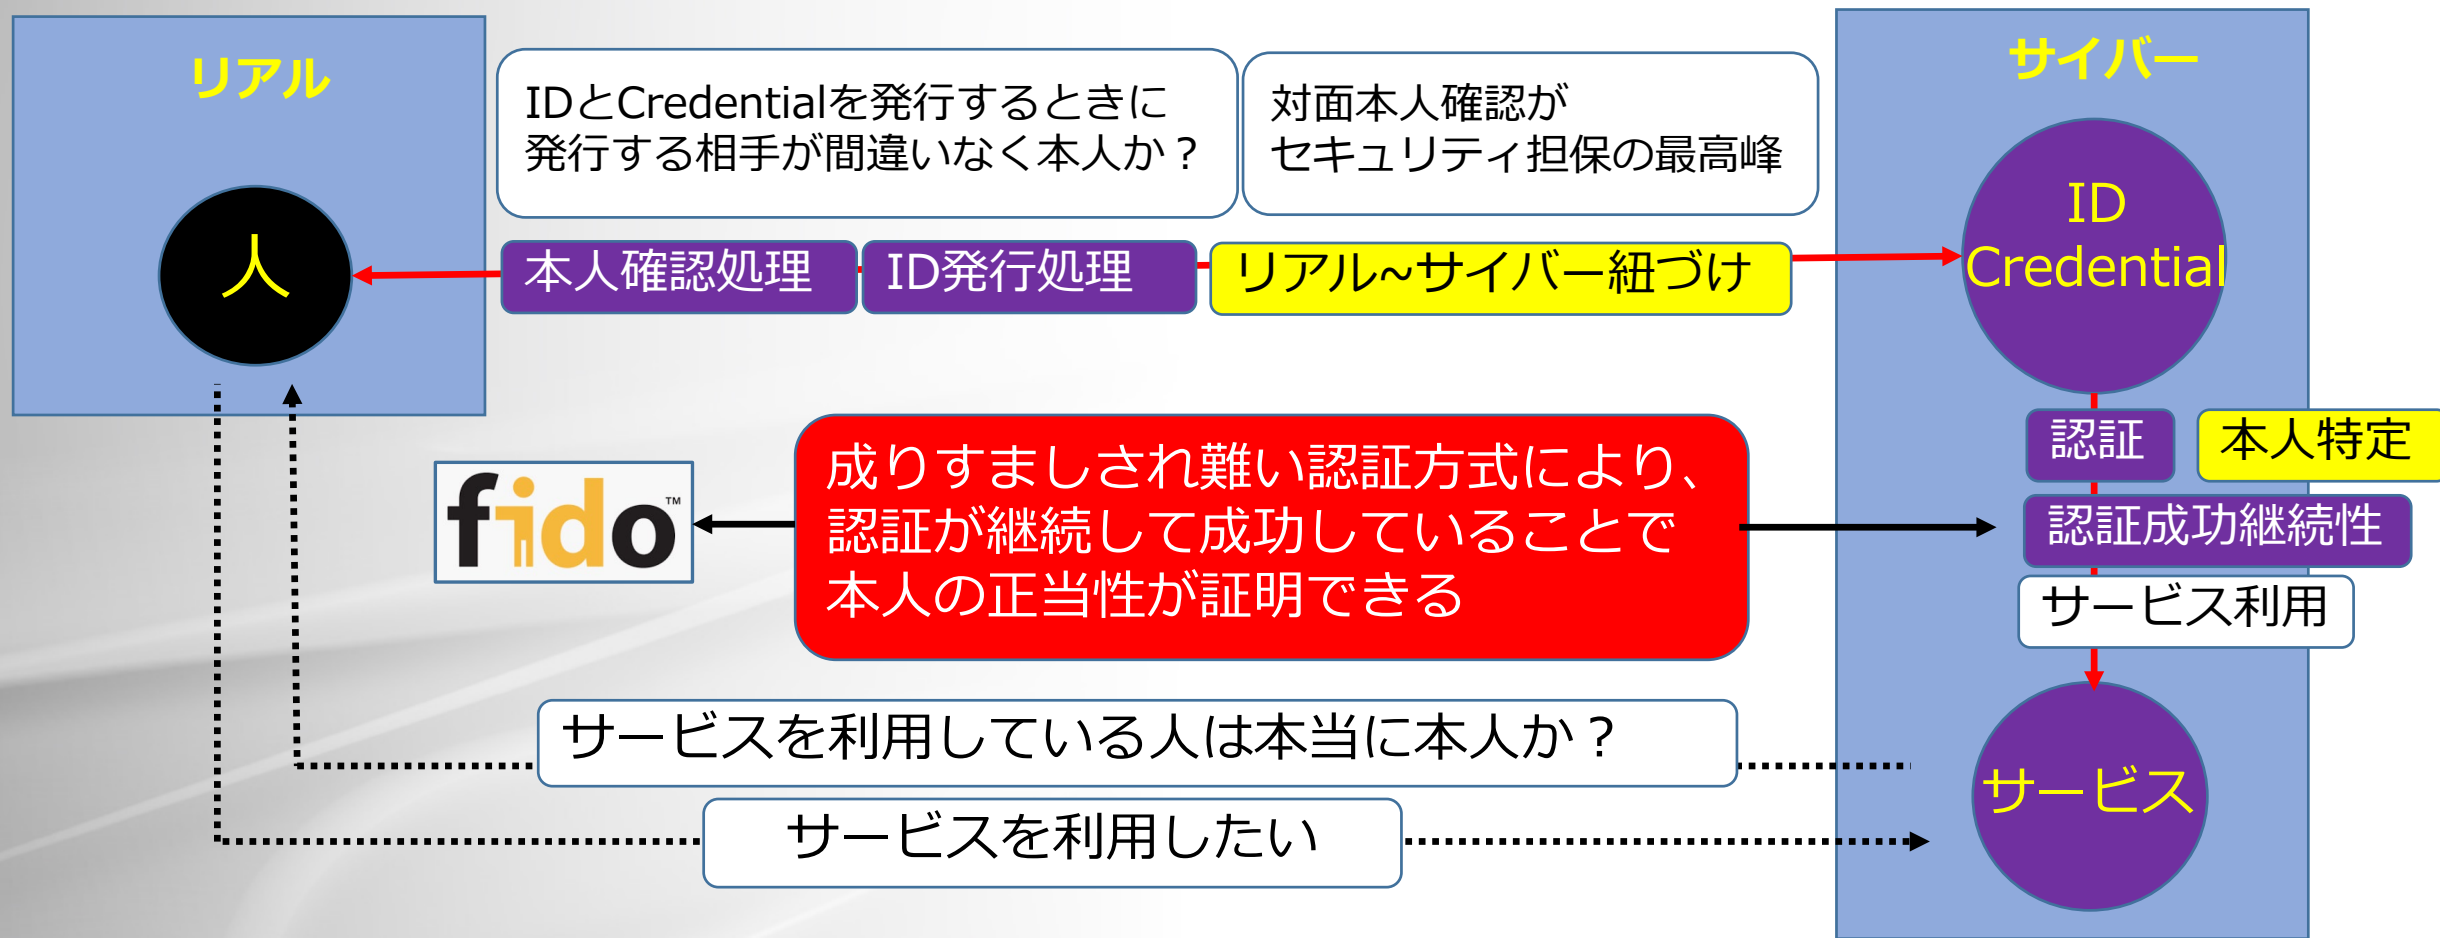 リアル
サイバー
IDとCredentialを発行するときに
発行する相手が間違いなく本人か？
対面本人確認が
セキュリティ担保の最高峰
人
本人確認処理
ID発行処理
リアル~サイバー紐づけ
ID
Credential
認証
本人特定
fido™
成りすましされ難い認証方式により、
認証が継続して成功していることで
本人の正当性が証明できる
認証成功継続性
サービス利用
サービスを利用している人は本当に本人か？
サービス
サービスを利用したい